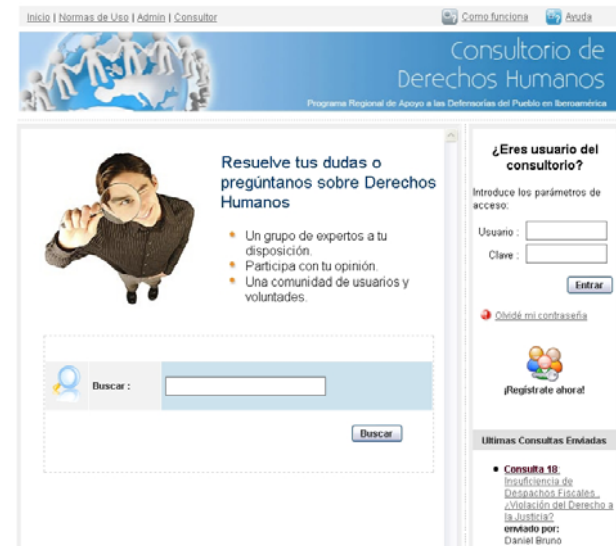 Inicio | Normas de Uso | Admin | Consultor
Como funciona Ayuda
Consultorio de
Derechos Humanos
Programa Regional de Apoyo a las Defensorías del Pueblo en Iberoamérica
Resuelve tus dudas o
pregúntanos sobre Derechos
Humanos
Un grupo de expertos a tu
disposición.
Participa con tu opinión.
Una comunidad de usuarios y
voluntades.
Buscar :
Buscar
¿Eres usuario del
consultorio?
Introduce los parámetros de
acceso:
Usuario :
Clave :
Entrar
Olvidé mi contraseña
¡Regístrate ahora!
Ultimas Consultas Enviadas
Consulta 18:
Insuficiencia de
Despachos Fiscales..
¿Violación del Derecho a
la Justicia?
enviado por:
Daniel Bruno